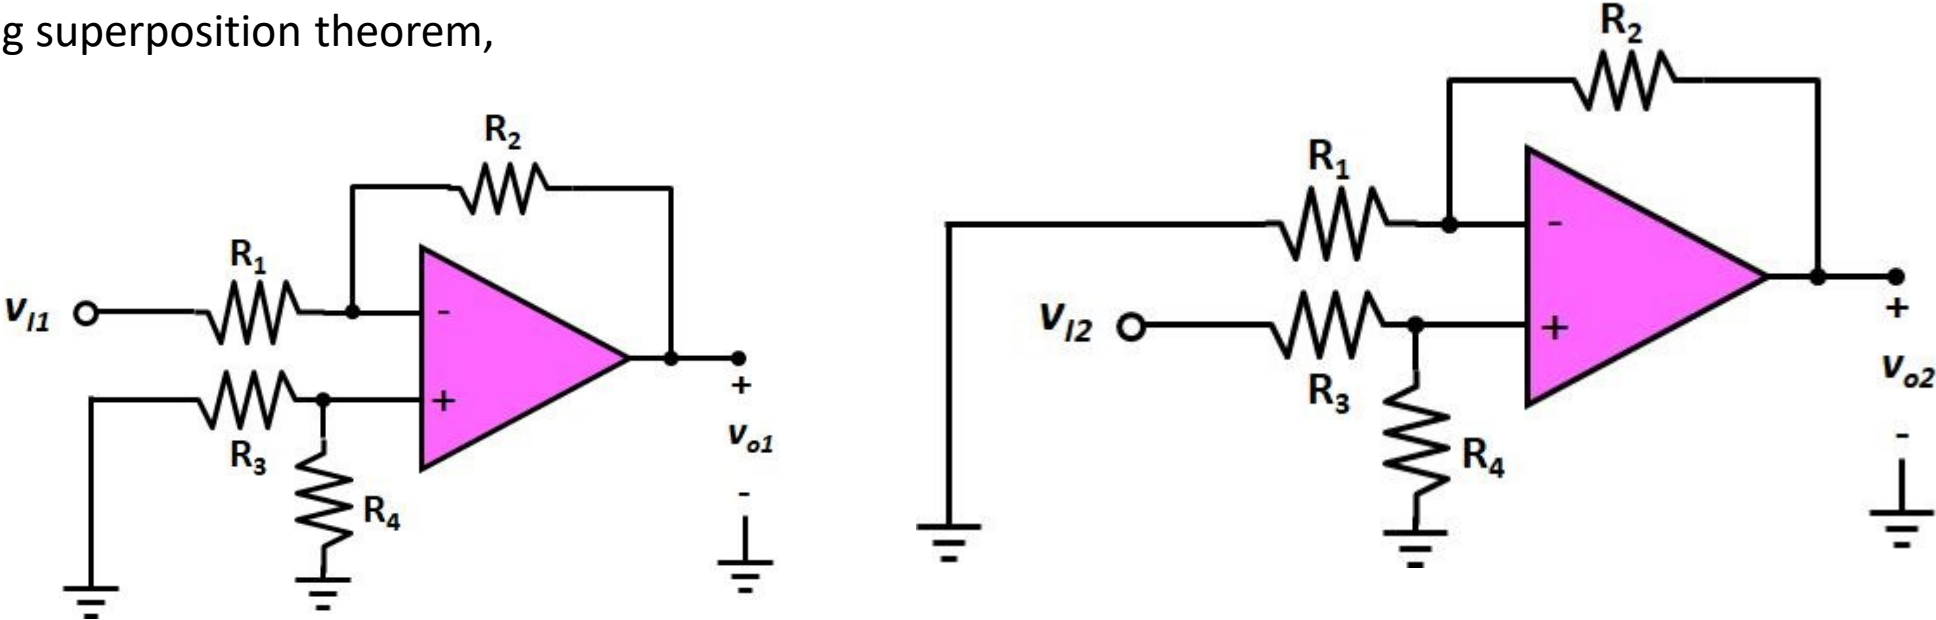 g superposition theorem,
R2
R1
vI1
-
+
R3
R4
+
vo1
-
R2
R1
-
vI2
+
R3
R4
+
vo2
-